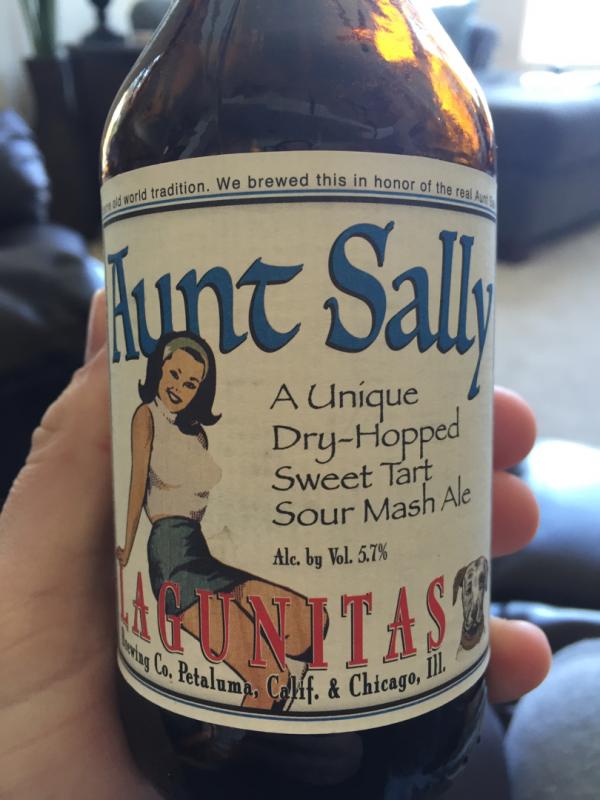 old world tradition. We brewed this in honor of the real Aunt
Aunt Sally
A Unique
Dry-Hopped
Sweet Tart
Sour Mash Ale
Alc. by Vol. 5.7%
LAGUNITAS
Brewing Co. Petaluma, Calif. & Chicago, Ill.